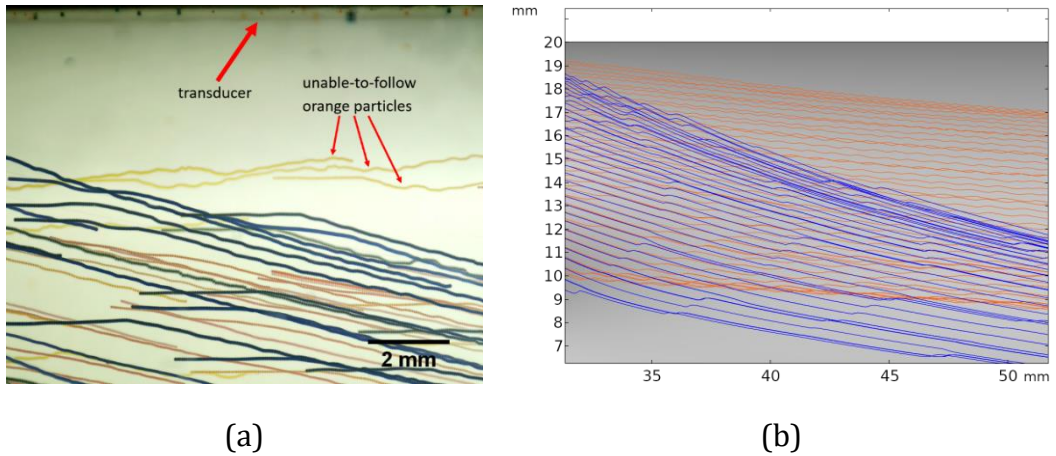 transducer
unable-to-follow
orange particles
2 mm
(a)
mm
20
19
18
17
16
15
14
13
12
11
10
9
8
7
35
40
45
50 mm
(b)